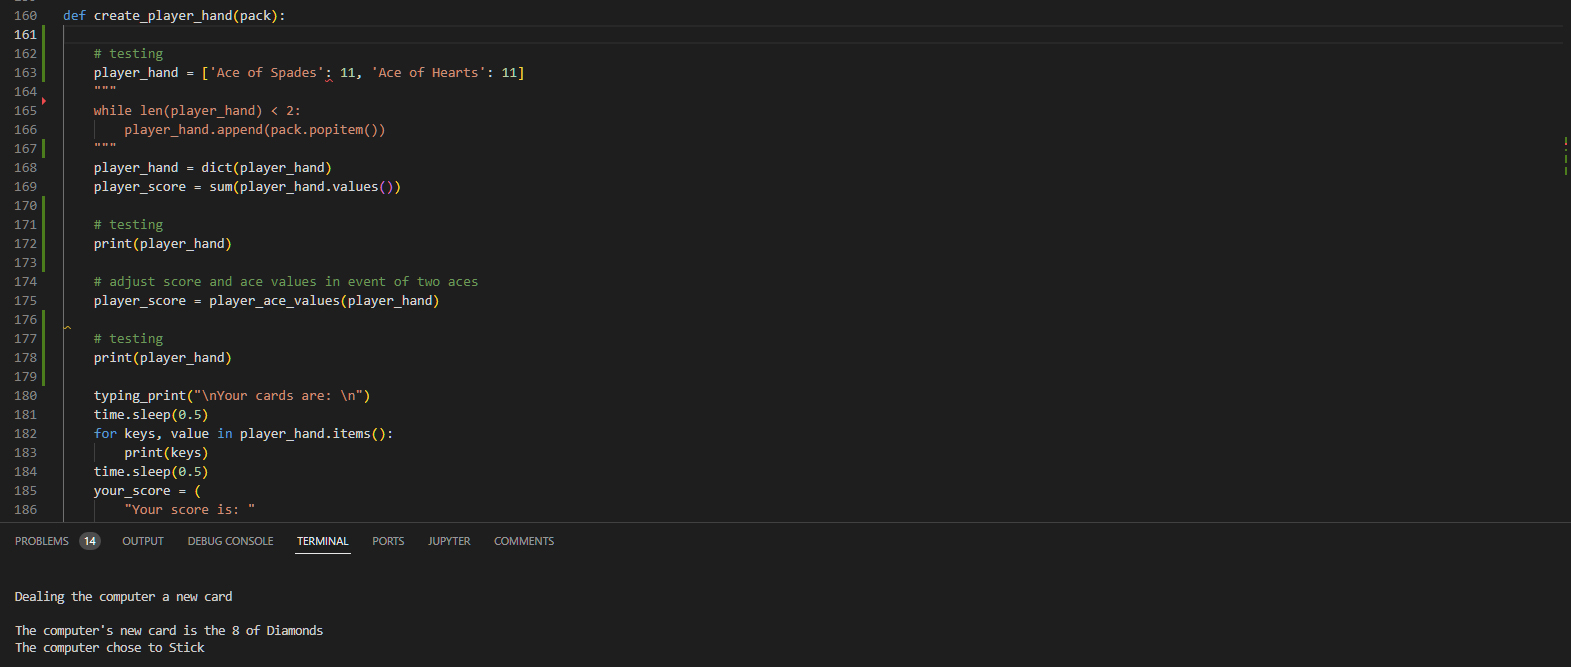 160 def create_player_hand(pack):
161
162 # testing
163 player_hand = ['Ace of Spades': 11, 'Ace of Hearts': 11]
164 """
165 while len(player_hand) < 2:
166 player_hand.append(pack.popitem())
167 """
168 player_hand = dict(player_hand)
169 player_score = sum(player_hand.values())
170
171 # testing
172 print(player_hand)
173
174 # adjust score and ace values in event of two aces
175 player_score = player_ace_values(player_hand)
176
177 # testing
178 print(player_hand)
179
180 typing_print("\nYour cards are: \n")
181 time.sleep(0.5)
182 for keys, value in player_hand.items():
183 print(keys)
184 time.sleep(0.5)
185 your_score = (
186 "Your score is: "
PROBLEMS 14 OUTPUT DEBUG CONSOLE TERMINAL PORTS JUPYTER COMMENTS
Dealing the computer a new card
The computer's new card is the 8 of Diamonds
The computer chose to Stick